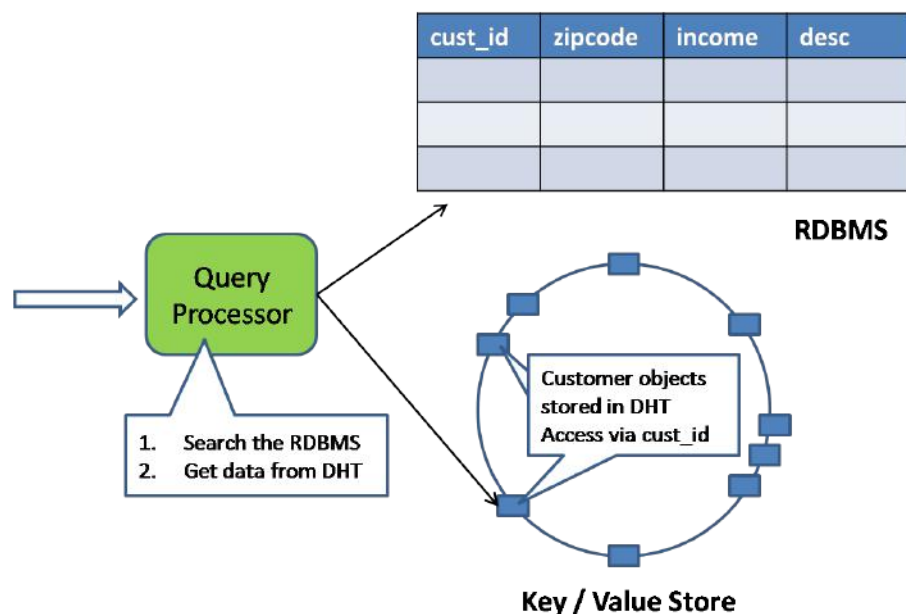 cust_id zipcode income desc
RDBMS
Query
Processor
1. Search the RDBMS
2. Get data from DHT
Customer objects
stored in DHT
Access via cust_id
Key / Value Store